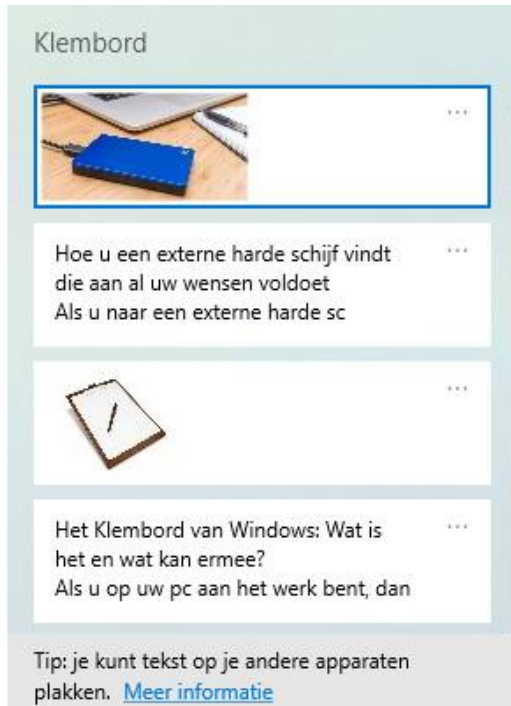 Klembord
...
Hoe u een externe harde schijf vindt
die aan al uw wensen voldoet
Als u naar een externe harde sc
...
...
Het Klembord van Windows: Wat is
het en wat kan ermee?
Als u op uw pc aan het werk bent, dan
...
Tip: je kunt tekst op je andere apparaten
plakken. Meer informatie